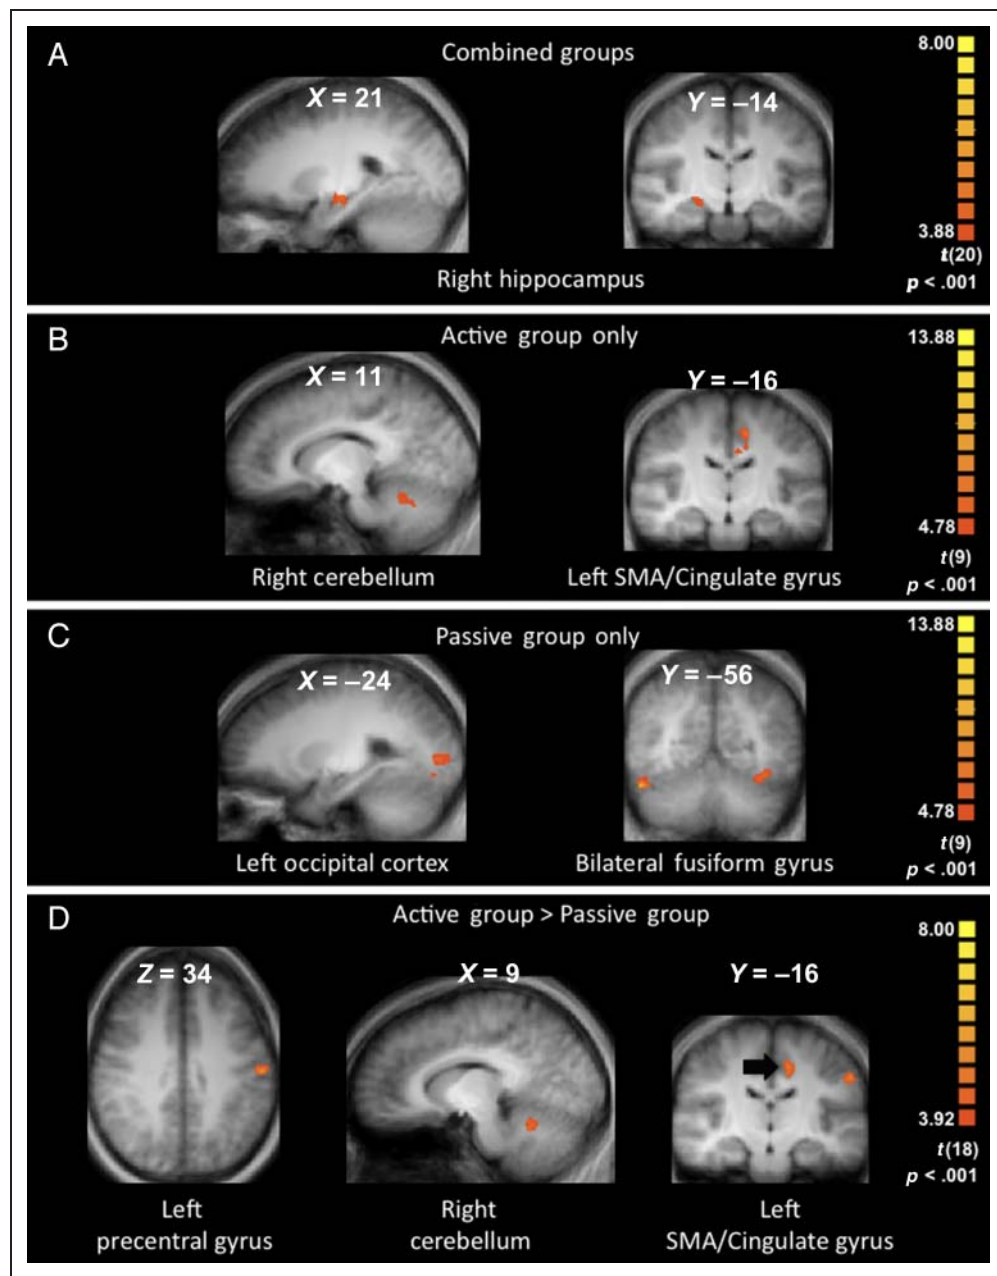 A
Combined groups
X = 21
Y = –14
8.00
3.88
t(20)
p < .001
Right hippocampus
B
Active group only
X = 11
Y = –16
13.88
4.78
t(9)
p < .001
Right cerebellum
Left SMA/Cingulate gyrus
C
Passive group only
X = –24
Y = –56
13.88
4.78
t(9)
p < .001
Left occipital cortex
Bilateral fusiform gyrus
D
Active group > Passive group
Z = 34
X = 9
Y = –16
8.00
3.92
t(18)
p < .001
Left
precentral gyrus
Right
cerebellum
Left
SMA/Cingulate gyrus